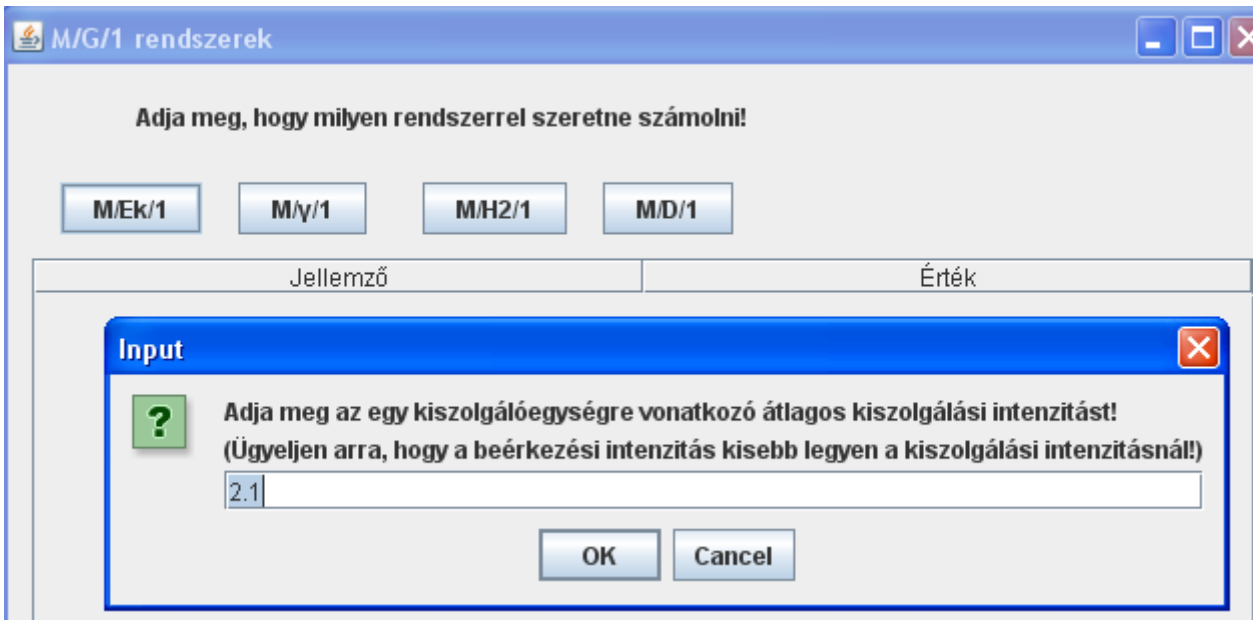 M/G/1 rendszerek
Adja meg, hogy milyen rendszerrel szeretne számolni!
M/Ek/1 M/γ/1 M/H2/1 M/D/1
Jellemző Érték
Input
?
Adja meg az egy kiszolgálóegységre vonatkozó átlagos kiszolgálási intenzitást!
(Ügyeljen arra, hogy a beérkezési intenzitás kisebb legyen a kiszolgálási intenzitásnál!)
2.1
OK Cancel